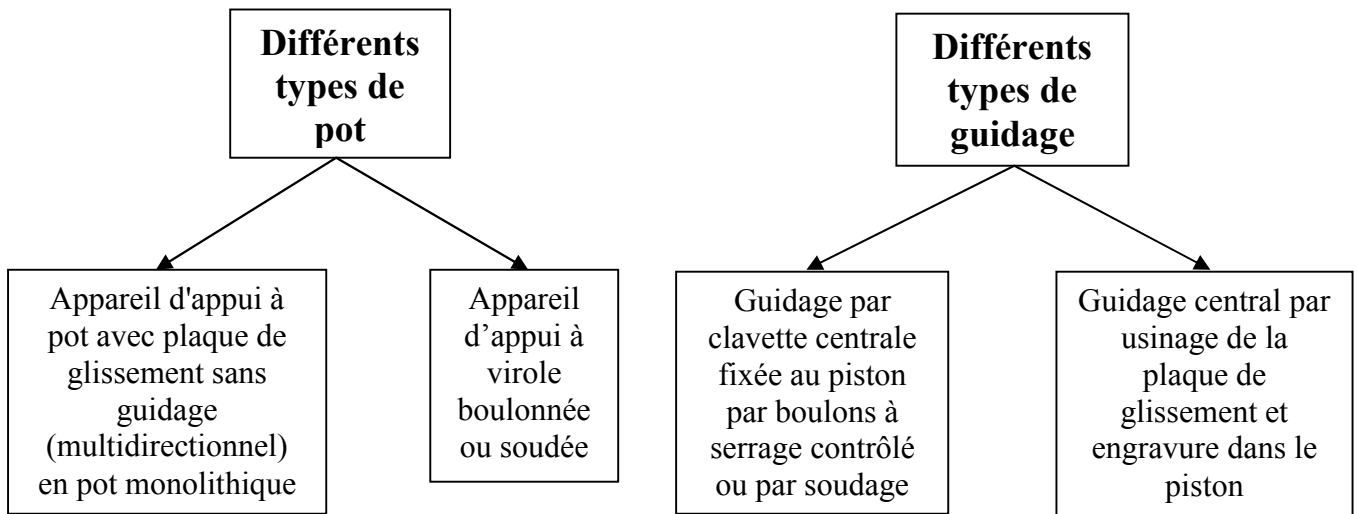 Différents
types de
pot
Différents
types de
guidage
Appareil d'appui à
pot avec plaque de
glissement sans
guidage
(multidirectionnel)
en pot monolithique
Appareil
d’appui à
virole
boulonnée
ou soudée
Guidage par
clavette centrale
fixée au piston
par boulons à
serrage contrôlé
ou par soudage
Guidage central par
usinage de la
plaque de
glissement et
engravure dans le
piston